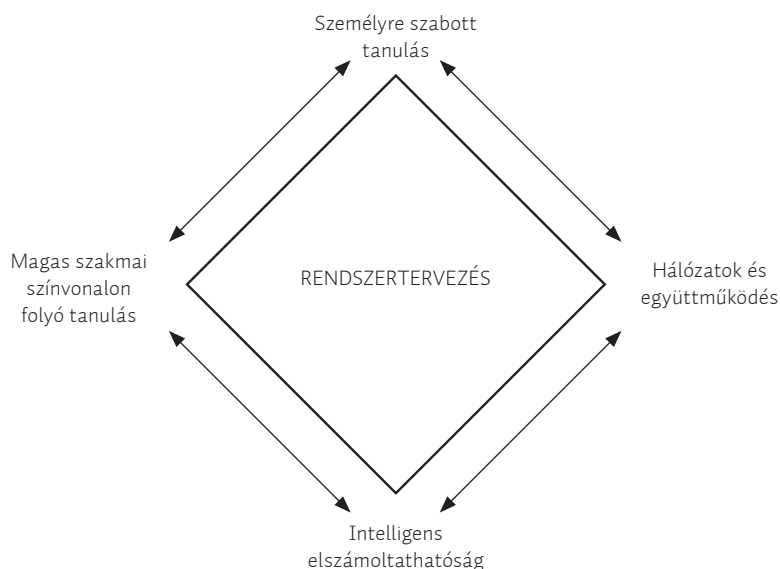 Személyre szabott
tanulás
Magas szakmai
színvonalon
folyó tanulás
RENDSZERTERVEZÉS
Hálózatok és
együttműködés
Intelligens
elszámoltathatóság